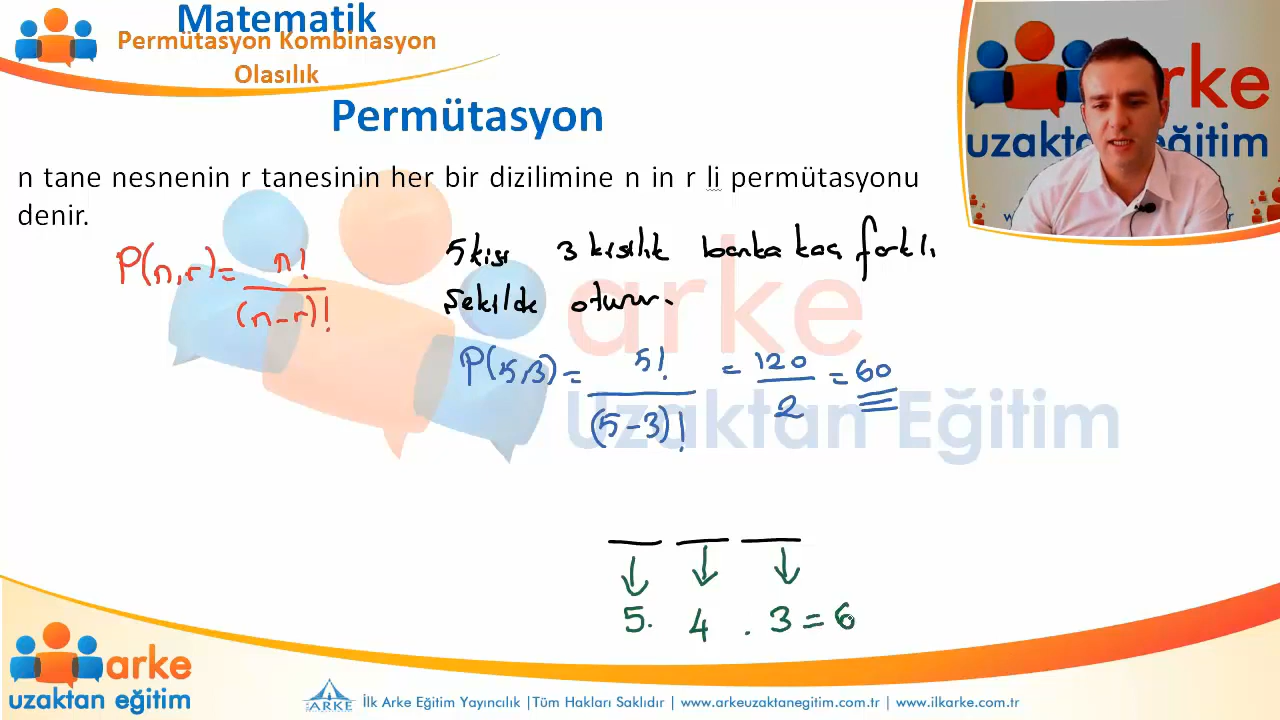 Matematik
Permütasyon Kombinasyon
Olasılık
arke
uzaktan eğitim
Permütasyon
n tane nesnenin r tanesinin her bir dizilimine n in r li permütasyonu
denir.
P(n,r) = n! / (n-r)!
5 kişi 3 kişilik banka kaç farklı
şekilde oturur.
P(5,3) = 5! / (5-3)! = 120 / 2 = 60
arke
Uzaktan Eğitim
5. 4 . 3 = 6
arke
uzaktan eğitim
ARKE
İlk Arke Eğitim Yayıncılık |Tüm Hakları Saklıdır | www.arkeuzaktanegitim.com.tr | www.ilkarke.com.tr